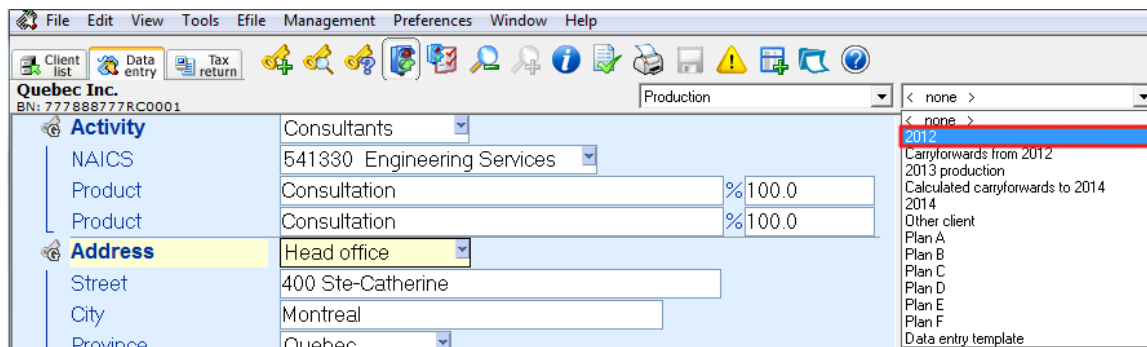 File Edit View Tools Efile Management Preferences Window Help
Client list
Data entry
Tax return
Quebec Inc.
BN: 777888777RC0001
Production
< none >
Activity Consultants
NAICS 541330 Engineering Services
Product Consultation % 100.0
Product Consultation % 100.0
Address Head office
Street 400 Ste-Catherine
City Montreal
Province Quebec
< none >
2012
Carryforwards from 2012
2013 production
Calculated carryforwards to 2014
2014
Other client
Plan A
Plan B
Plan C
Plan D
Plan E
Plan F
Data entry template